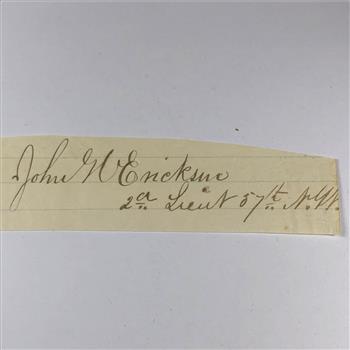 John W Erickson
2d Lieut 57th N.Y.